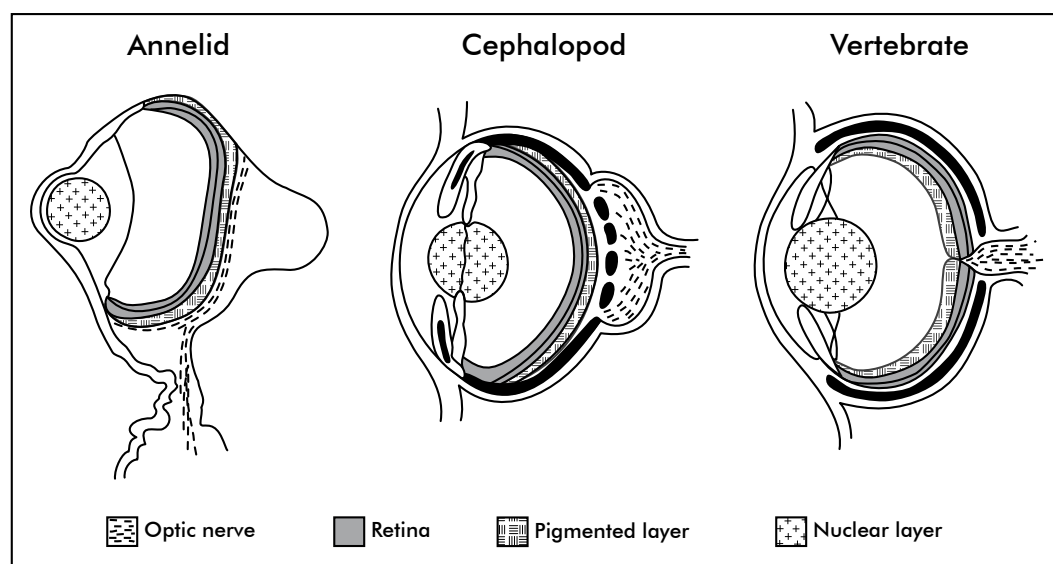 Annelid Cephalopod Vertebrate
Optic nerve Retina Pigmented layer Nuclear layer